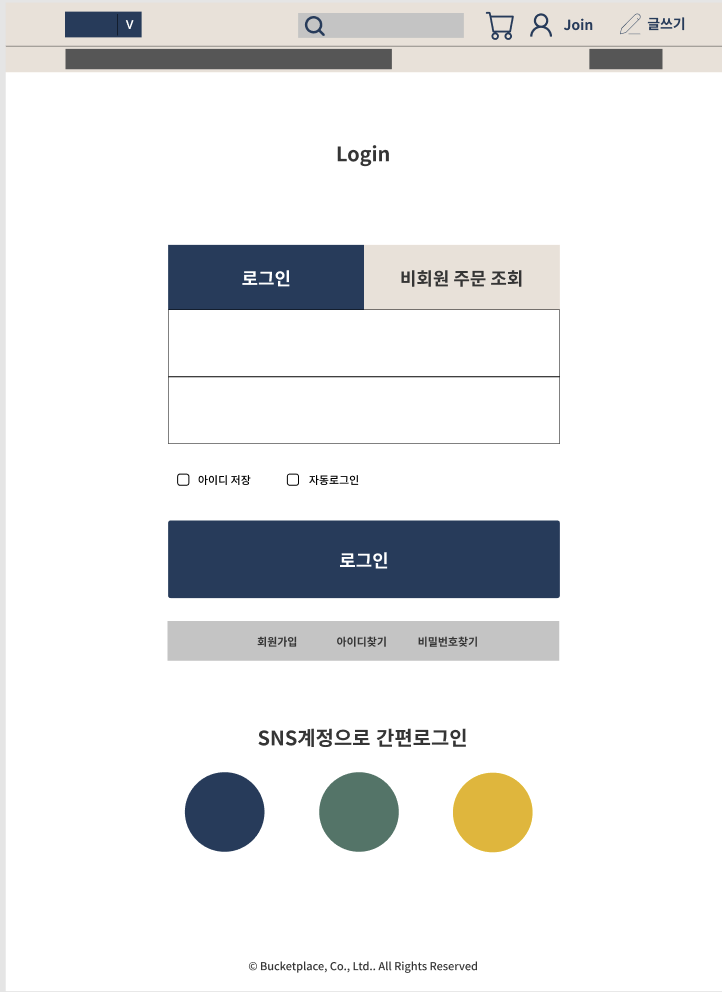 V
Join
글쓰기
Login
로그인
비회원 주문 조회
아이디 저장
자동로그인
로그인
회원가입 아이디찾기 비밀번호찾기
SNS계정으로 간편로그인
© Bucketplace, Co., Ltd.. All Rights Reserved